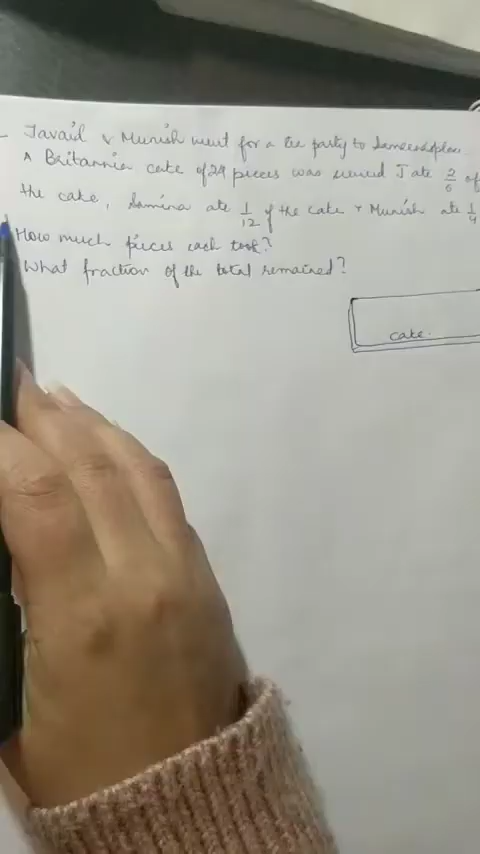 Javaid & Munish went for a tea party to Sameera's place.
A Britannia cake of 24 pieces was served J ate 2/6 of
the cake, Samina ate 1/12 of the cake & Munish ate 1/4
How much pieces each took?
What fraction of the total remained?
cake.